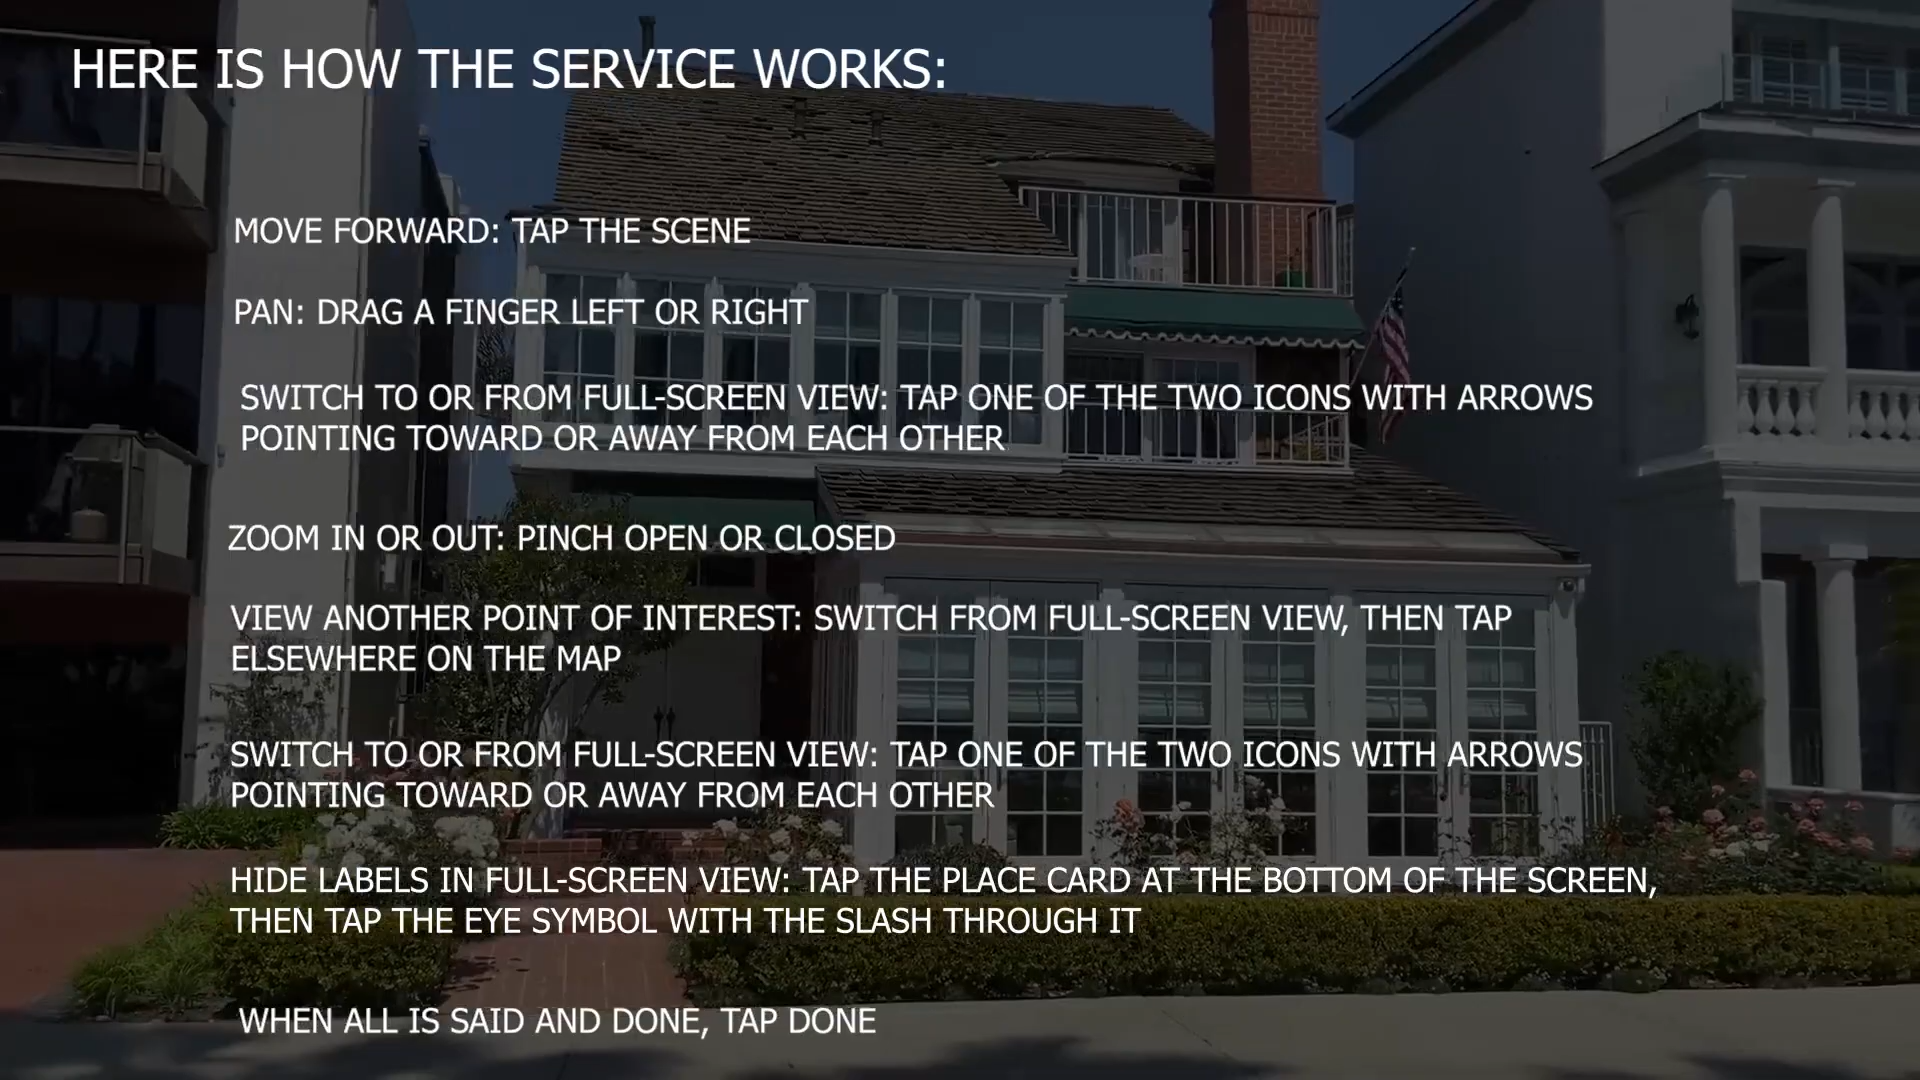 HERE IS HOW THE SERVICE WORKS:
MOVE FORWARD: TAP THE SCENE
PAN: DRAG A FINGER LEFT OR RIGHT
SWITCH TO OR FROM FULL-SCREEN VIEW: TAP ONE OF THE TWO ICONS WITH ARROWS
POINTING TOWARD OR AWAY FROM EACH OTHER
ZOOM IN OR OUT: PINCH OPEN OR CLOSED
VIEW ANOTHER POINT OF INTEREST: SWITCH FROM FULL-SCREEN VIEW, THEN TAP
ELSEWHERE ON THE MAP
SWITCH TO OR FROM FULL-SCREEN VIEW: TAP ONE OF THE TWO ICONS WITH ARROWS
POINTING TOWARD OR AWAY FROM EACH OTHER
HIDE LABELS IN FULL-SCREEN VIEW: TAP THE PLACE CARD AT THE BOTTOM OF THE SCREEN,
THEN TAP THE EYE SYMBOL WITH THE SLASH THROUGH IT
WHEN ALL IS SAID AND DONE, TAP DONE